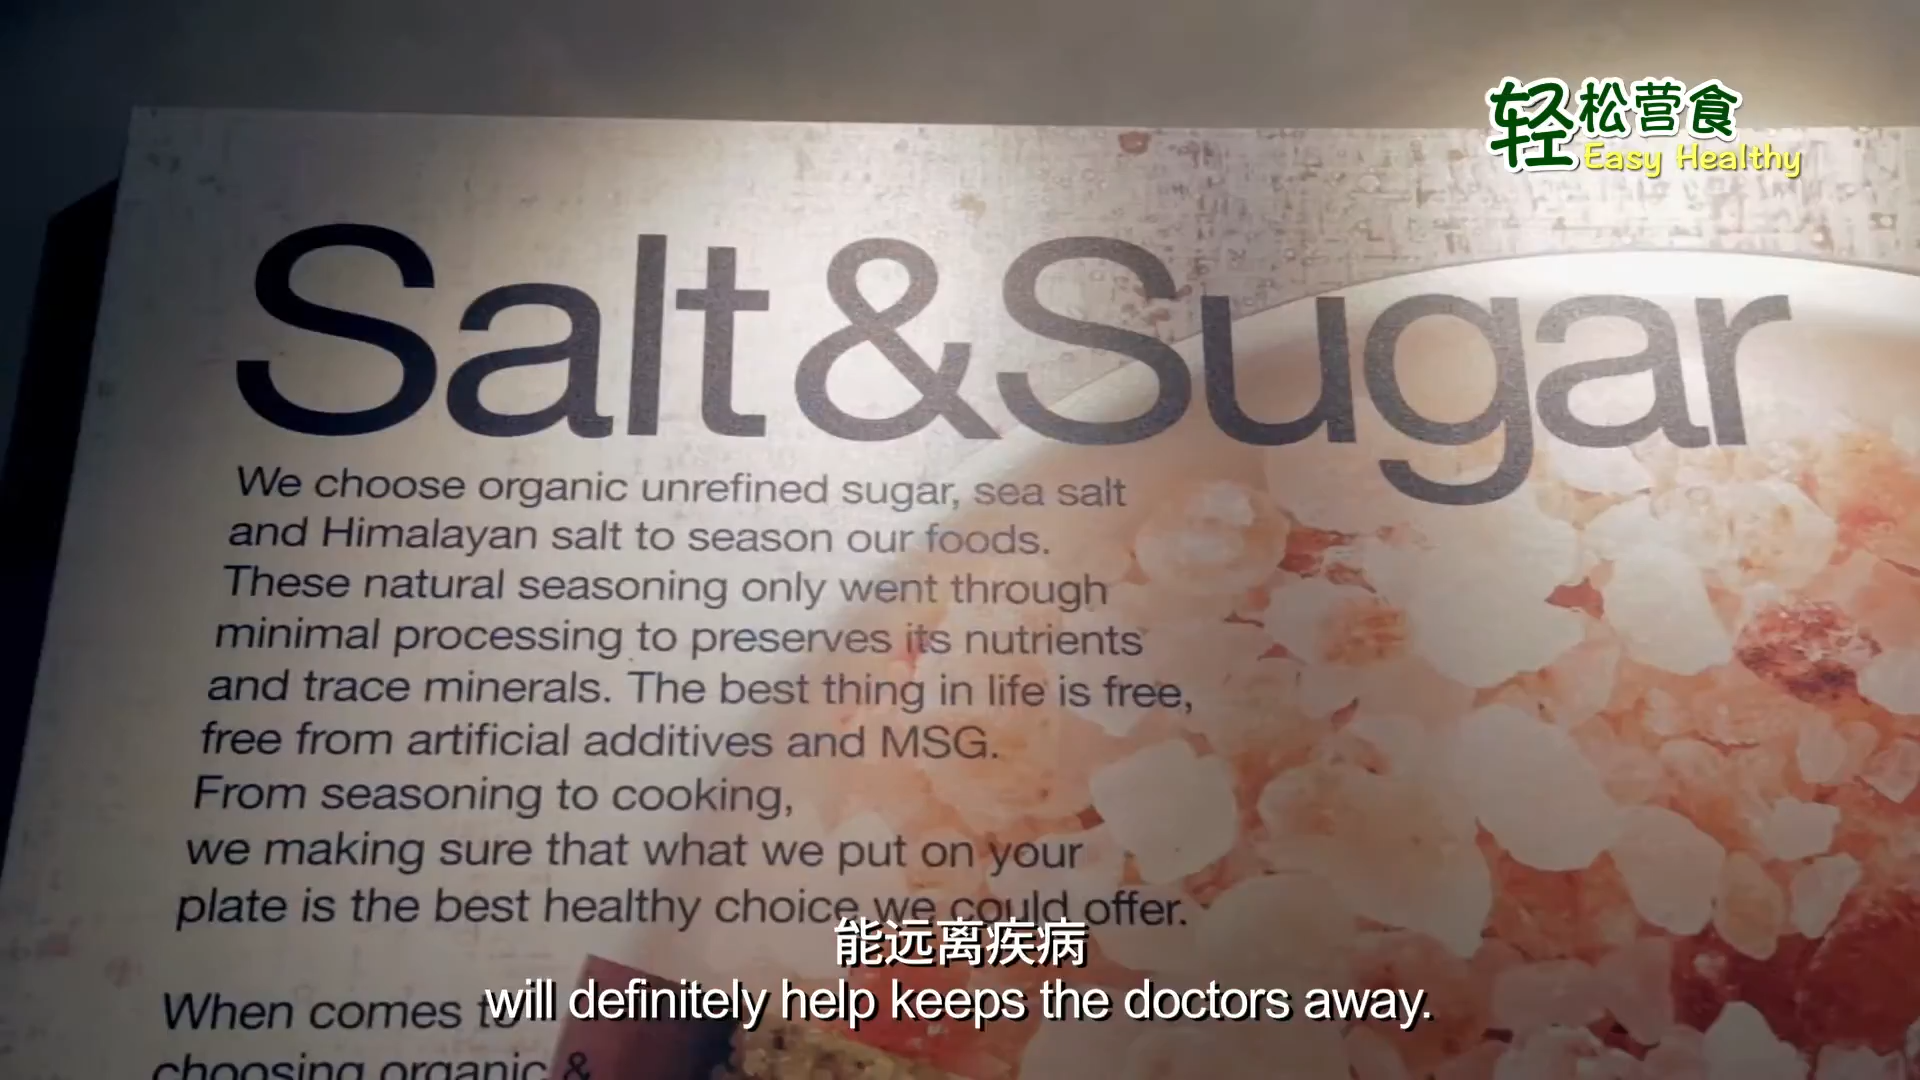 轻松营食
Easy Healthy
Salt & Sugar
We choose organic unrefined sugar, sea salt
and Himalayan salt to season our foods.
These natural seasoning only went through
minimal processing to preserves its nutrients
and trace minerals. The best thing in life is free,
free from artificial additives and MSG.
From seasoning to cooking,
we making sure that what we put on your
plate is the best healthy choice we could offer.
能远离疾病
will definitely help keeps the doctors away.
When comes to
choosing organic &